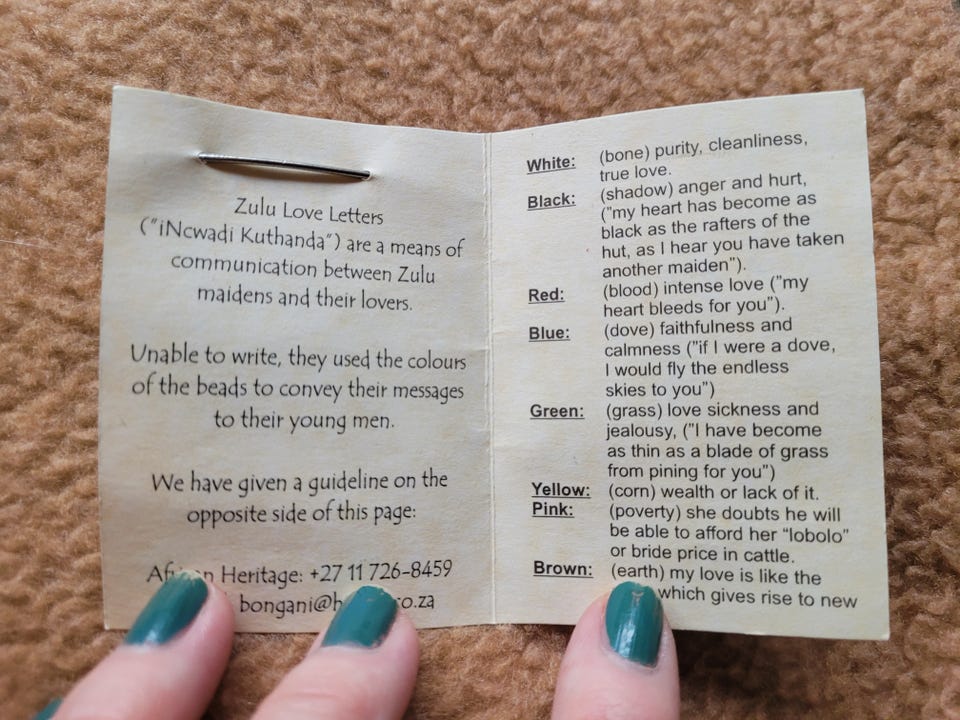 Zulu Love Letters
("iNcwadi Kuthanda") are a means of
communication between Zulu
maidens and their lovers.
Unable to write, they used the colours
of the beads to convey their messages
to their young men.
We have given a guideline on the
opposite side of this page:
African Heritage: +27 11 726-8459
White: (bone) purity, cleanliness,
true love.
Black: (shadow) anger and hurt,
("my heart has become as
black as the rafters of the
hut, as I hear you have taken
another maiden").
Red: (blood) intense love ("my
heart bleeds for you").
Blue: (dove) faithfulness and
calmness ("if I were a dove,
I would fly the endless
skies to you")
Green: (grass) love sickness and
jealousy, ("I have become
as thin as a blade of grass
from pining for you")
Yellow: (corn) wealth or lack of it.
Pink: (poverty) she doubts he will
be able to afford her "lobolo"
or bride price in cattle.
Brown: (earth) my love is like the
which gives rise to new